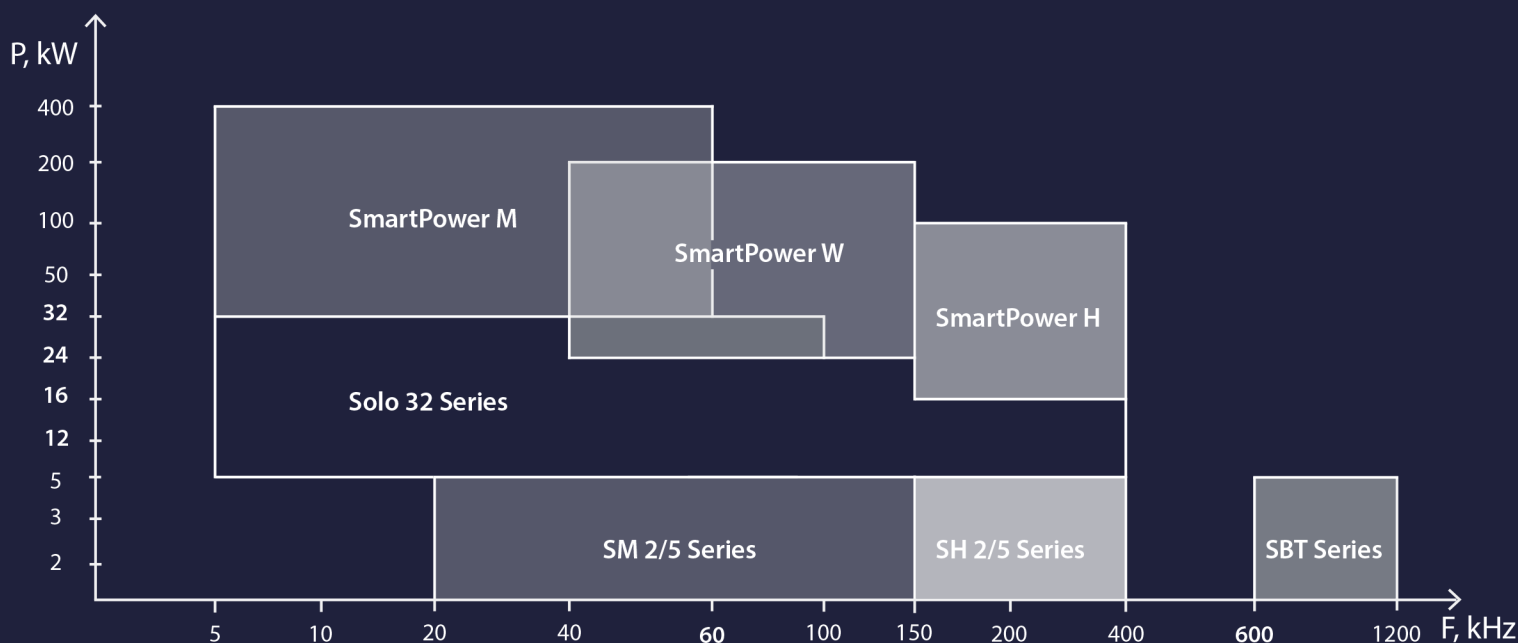 P, kW
400
200
100
SmartPower M
SmartPower W
50
32
SmartPower H
24
16
Solo 32 Series
12
5
3
SM 2/5 Series
SH 2/5 Series
SBT Series
2
5 10 20 40 60 100 150 200 400 600 1200 F, kHz